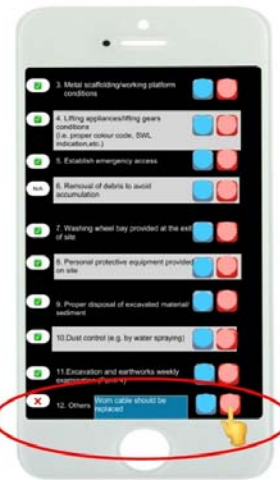 3. Metal scaffolding/working platform
conditions
4. Lifting appliances/lifting gears
conditions
(i.e. proper colour code, SWL
indication,etc.)
5. Establish emergency access
N/A
6. Removal of debris to avoid
accumulation
7. Washing wheel bay provided at the exit
of site
8. Personal protective equipment provided
on site
9. Proper disposal of excavated material/
sediment
10.Dust control (e.g. by water spraying)
11.Excavation and earthworks weekly
12. Others
Worn cable should be
replaced